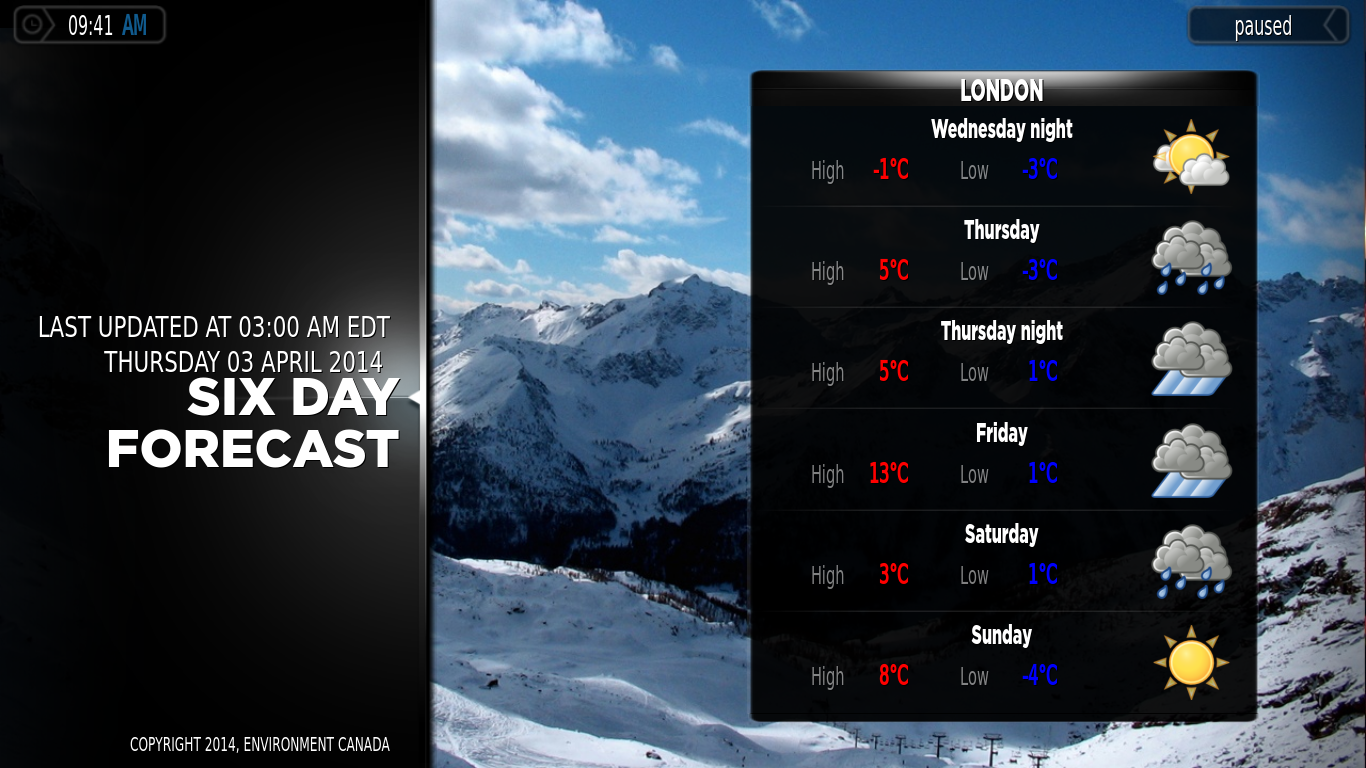 09:41 AM
paused
LAST UPDATED AT 03:00 AM EDT
THURSDAY 03 APRIL 2014
SIX DAY
FORECAST
COPYRIGHT 2014, ENVIRONMENT CANADA
LONDON
Wednesday night
High -1°C Low -3°C
Thursday
High 5°C Low -3°C
Thursday night
High 5°C Low 1°C
Friday
High 13°C Low 1°C
Saturday
High 3°C Low 1°C
Sunday
High 8°C Low -4°C